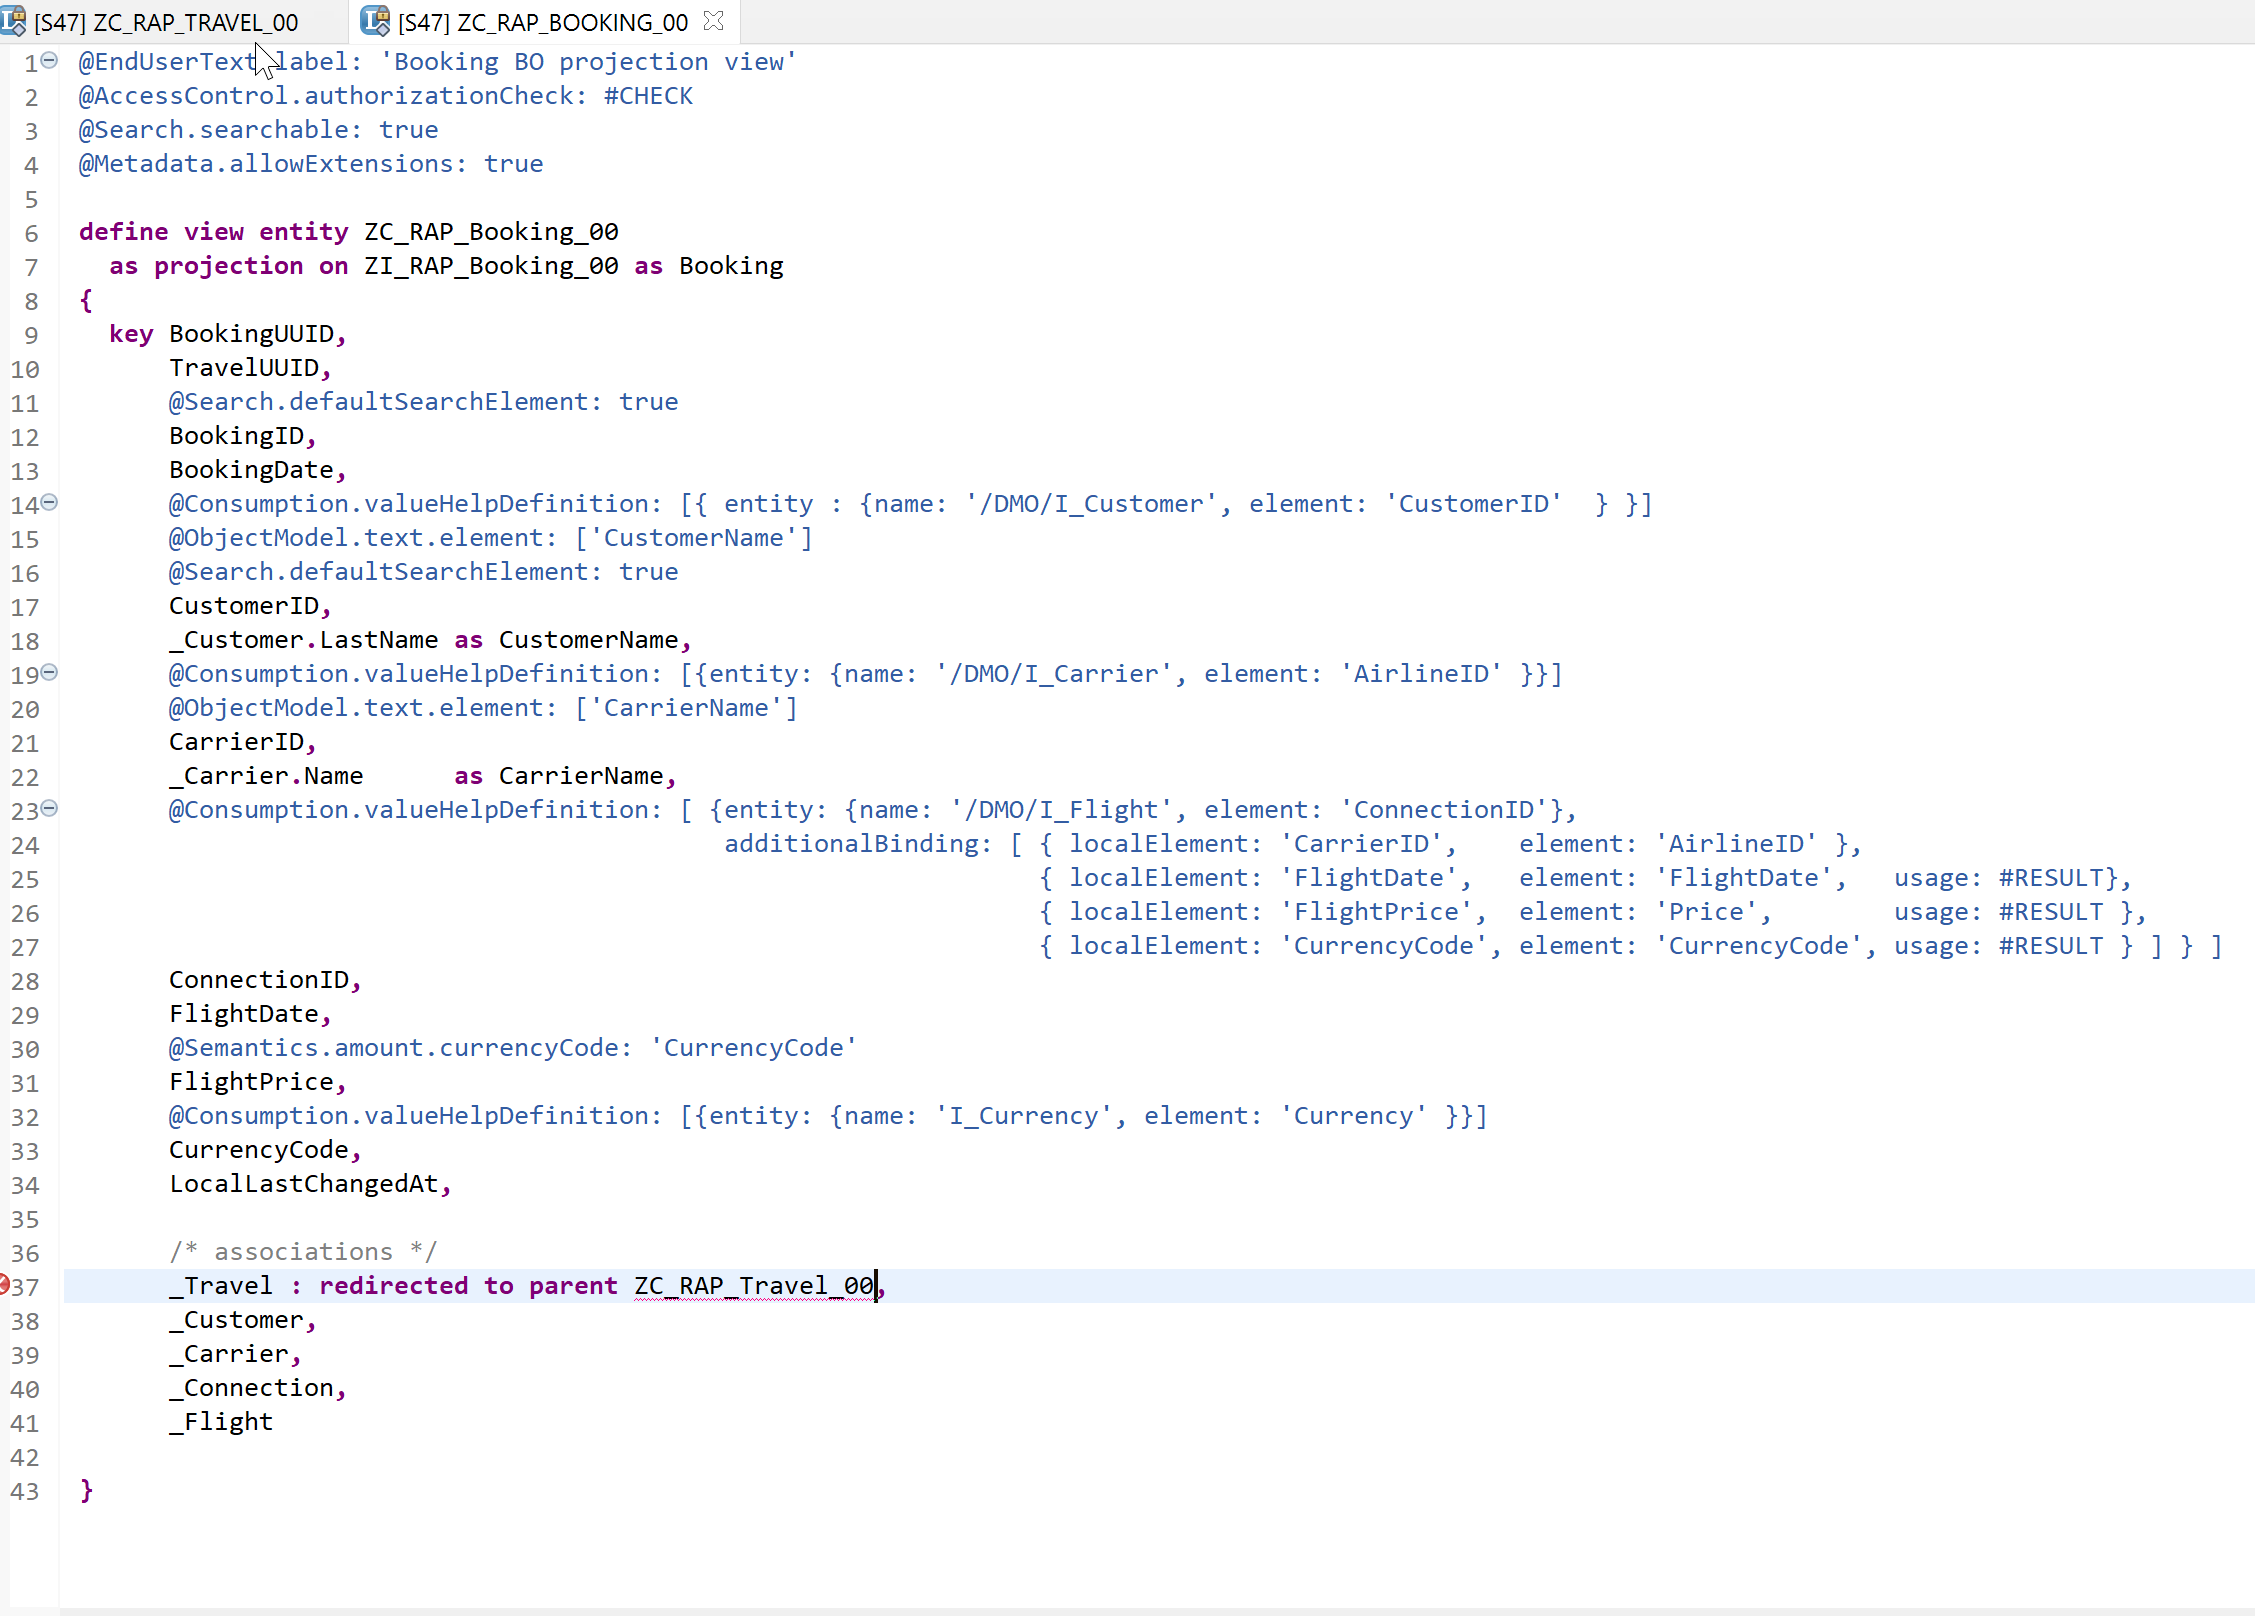 [S47] ZC_RAP_TRAVEL_00 [S47] ZC_RAP_BOOKING_00
1 @EndUserText.label: 'Booking BO projection view'
2 @AccessControl.authorizationCheck: #CHECK
3 @Search.searchable: true
4 @Metadata.allowExtensions: true
5
6 define view entity ZC_RAP_Booking_00
7 as projection on ZI_RAP_Booking_00 as Booking
8 {
9 key BookingUUID,
10 TravelUUID,
11 @Search.defaultSearchElement: true
12 BookingID,
13 BookingDate,
14 @Consumption.valueHelpDefinition: [{ entity : {name: '/DMO/I_Customer', element: 'CustomerID'  } }]
15 @ObjectModel.text.element: ['CustomerName']
16 @Search.defaultSearchElement: true
17 CustomerID,
18 _Customer.LastName as CustomerName,
19 @Consumption.valueHelpDefinition: [{entity: {name: '/DMO/I_Carrier', element: 'AirlineID' }}]
20 @ObjectModel.text.element: ['CarrierName']
21 CarrierID,
22 _Carrier.Name      as CarrierName,
23 @Consumption.valueHelpDefinition: [ {entity: {name: '/DMO/I_Flight', element: 'ConnectionID'},
24 additionalBinding: [ { localElement: 'CarrierID',    element: 'AirlineID' },
25 { localElement: 'FlightDate',   element: 'FlightDate',   usage: #RESULT},
26 { localElement: 'FlightPrice',  element: 'Price',        usage: #RESULT },
27 { localElement: 'CurrencyCode', element: 'CurrencyCode', usage: #RESULT } ] } ]
28 ConnectionID,
29 FlightDate,
30 @Semantics.amount.currencyCode: 'CurrencyCode'
31 FlightPrice,
32 @Consumption.valueHelpDefinition: [{entity: {name: 'I_Currency', element: 'Currency' }}]
33 CurrencyCode,
34 LocalLastChangedAt,
35
36 /* associations */
37 _Travel : redirected to parent ZC_RAP_Travel_00,
38 _Customer,
39 _Carrier,
40 _Connection,
41 _Flight
42
43 }